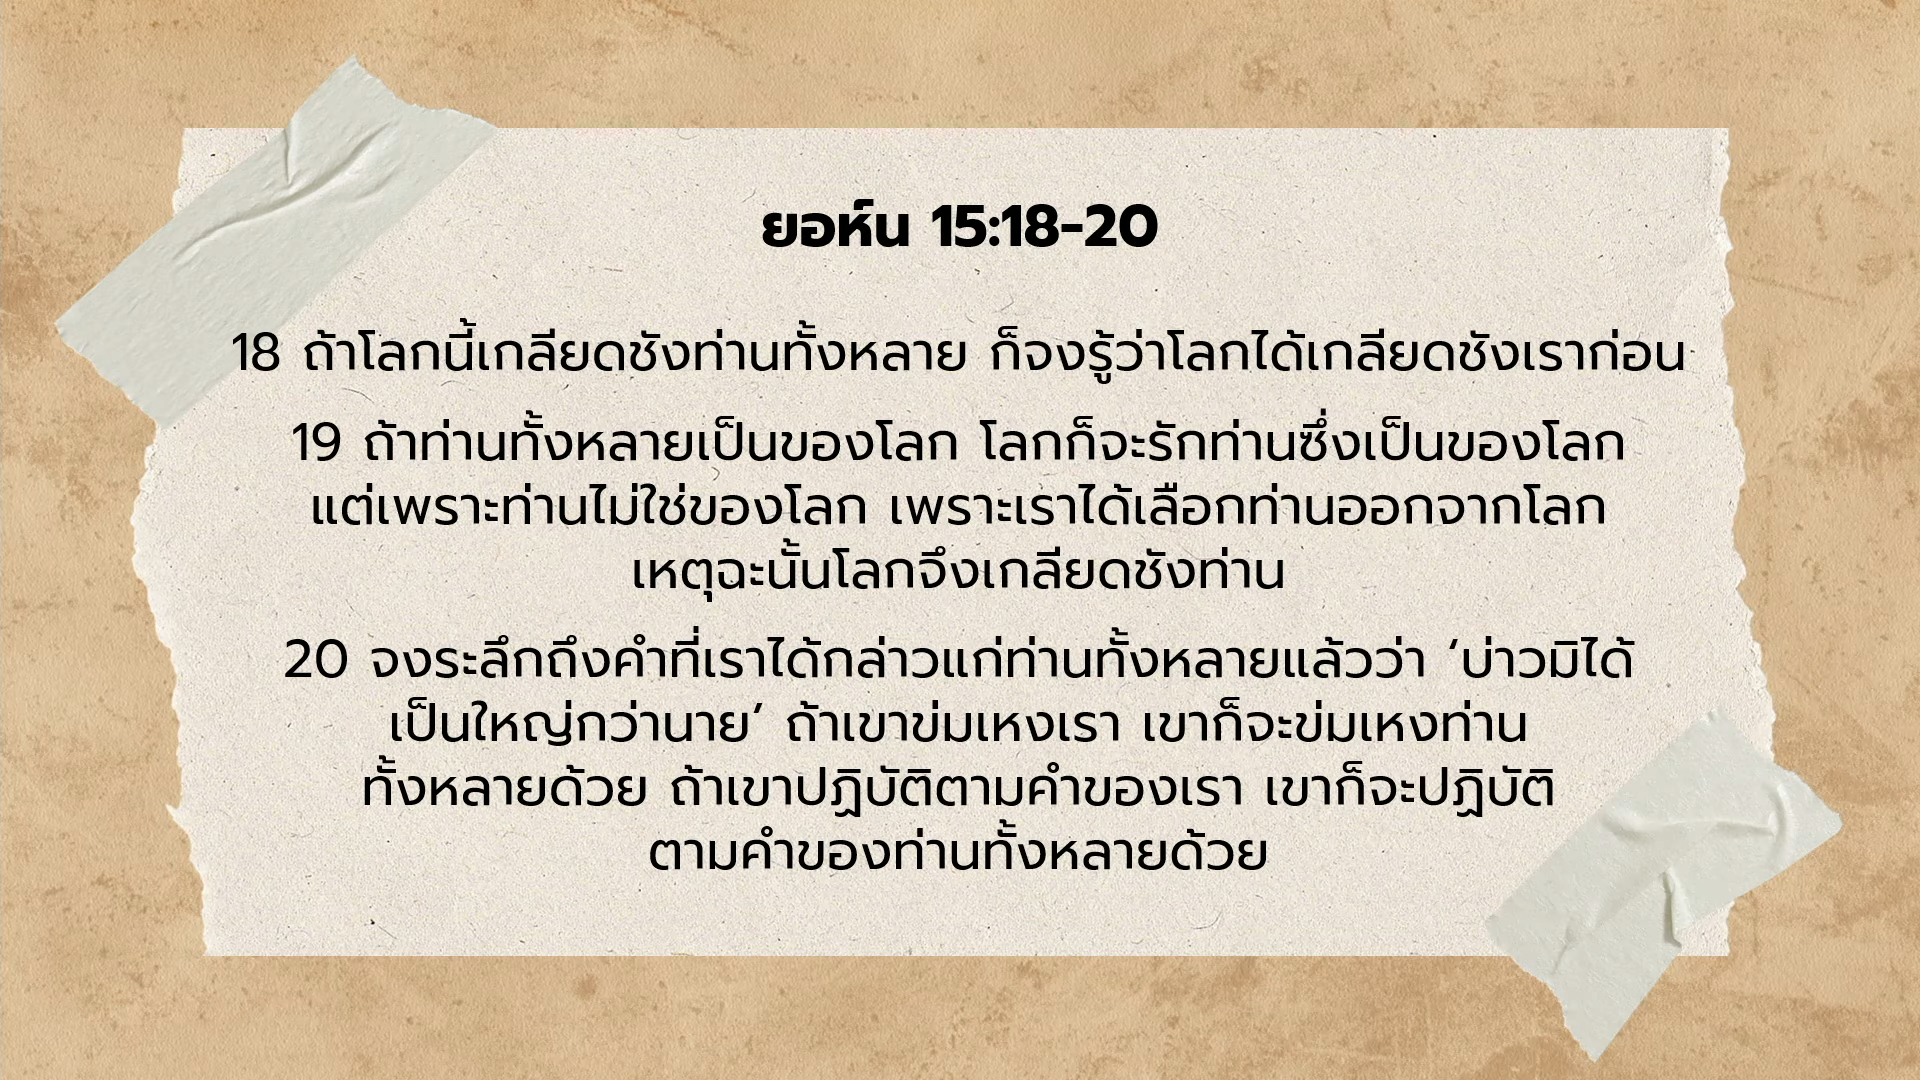 ยอห์น 15:18-20
18 ถ้าโลกนี้เกลียดชังท่านทั้งหลาย ก็จงรู้ว่าโลกได้เกลียดชังเราก่อน
19 ถ้าท่านทั้งหลายเป็นของโลก โลกก็จะรักท่านซึ่งเป็นของโลก
แต่เพราะท่านไม่ใช่ของโลก เพราะเราได้เลือกท่านออกจากโลก
เหตุฉะนั้นโลกจึงเกลียดชังท่าน
20 จงระลึกถึงคำที่เราได้กล่าวแก่ท่านทั้งหลายแล้วว่า ‘บ่าวมิได้
เป็นใหญ่กว่านาย’ ถ้าเขาข่มเหงเรา เขาก็จะข่มเหงท่าน
ทั้งหลายด้วย ถ้าเขาปฏิบัติตามคำของเรา เขาก็จะปฏิบัติ
ตามคำของท่านทั้งหลายด้วย